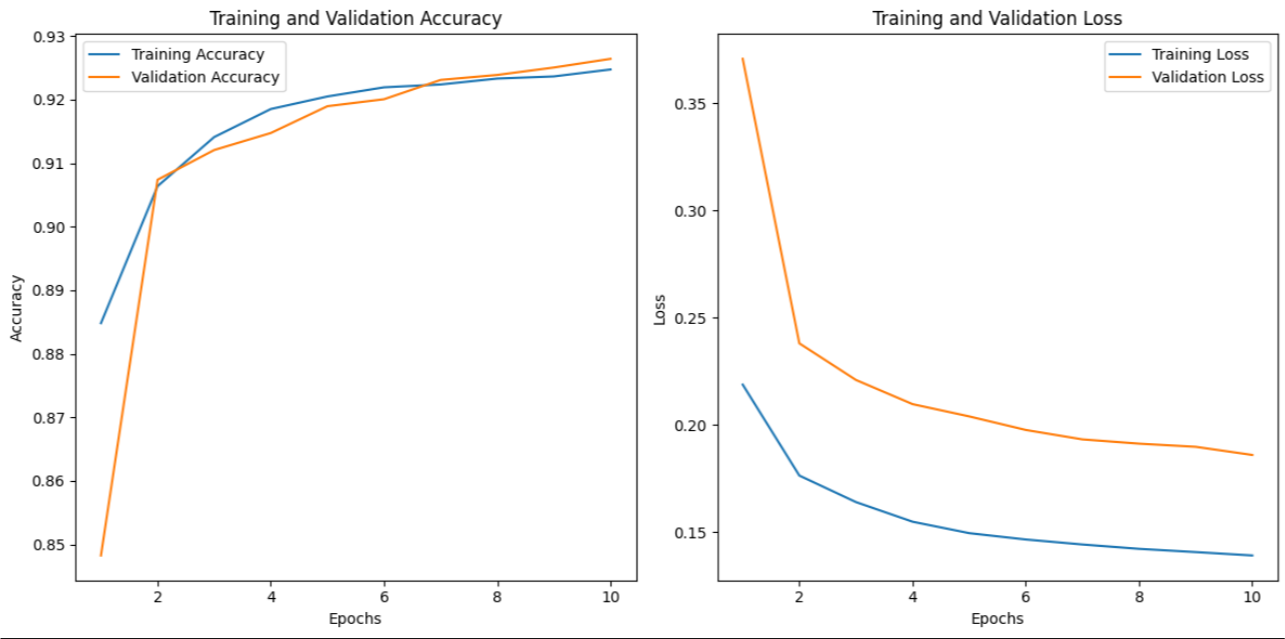 Training and Validation Accuracy
0.93
0.92
0.91
0.90
0.89
0.88
0.87
0.86
0.85
Accuracy
Training Accuracy
Validation Accuracy
2 4 6 8 10
Epochs
Training and Validation Loss
0.35
0.30
0.25
0.20
0.15
Loss
Training Loss
Validation Loss
2 4 6 8 10
Epochs